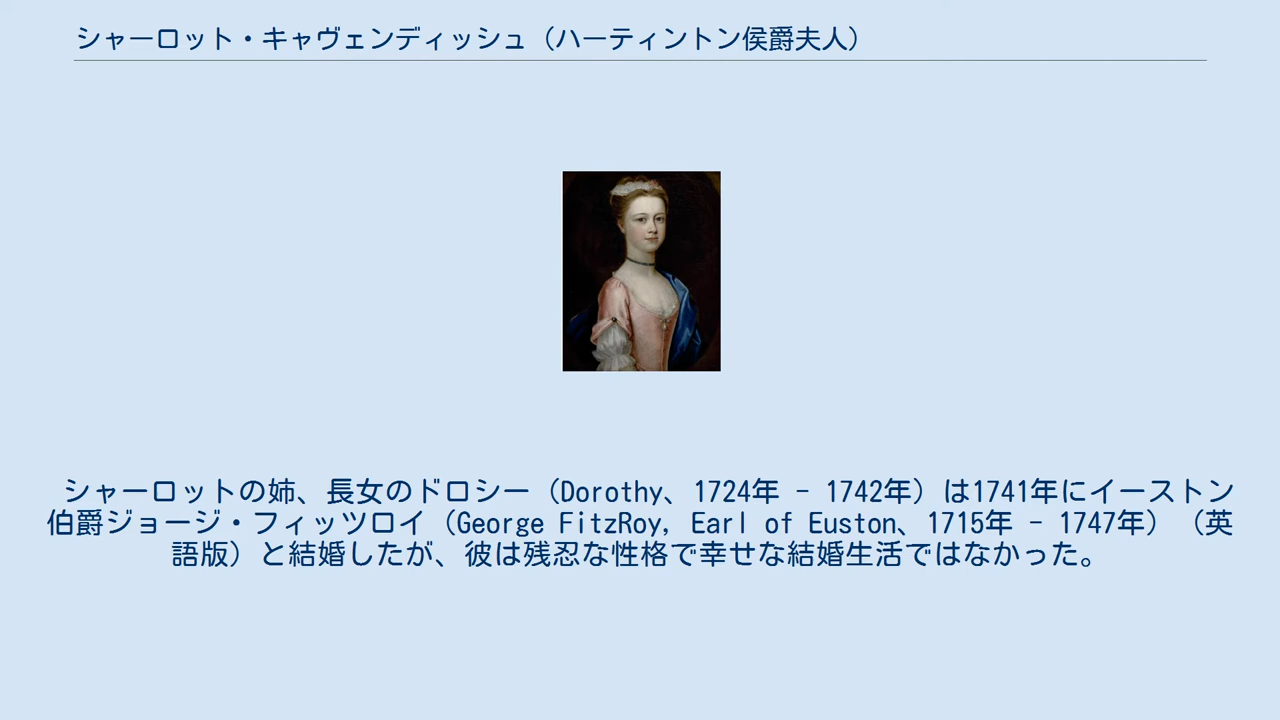 シャーロット・キャヴェンディッシュ（ハーティントン侯爵夫人）
シャーロットの姉、長女のドロシー（Dorothy、1724年 - 1742年）は1741年にイーストン
伯爵ジョージ・フィッツロイ（George FitzRoy, Earl of Euston、1715年 - 1747年）（英
語版）と結婚したが、彼は残忍な性格で幸せな結婚生活ではなかった。